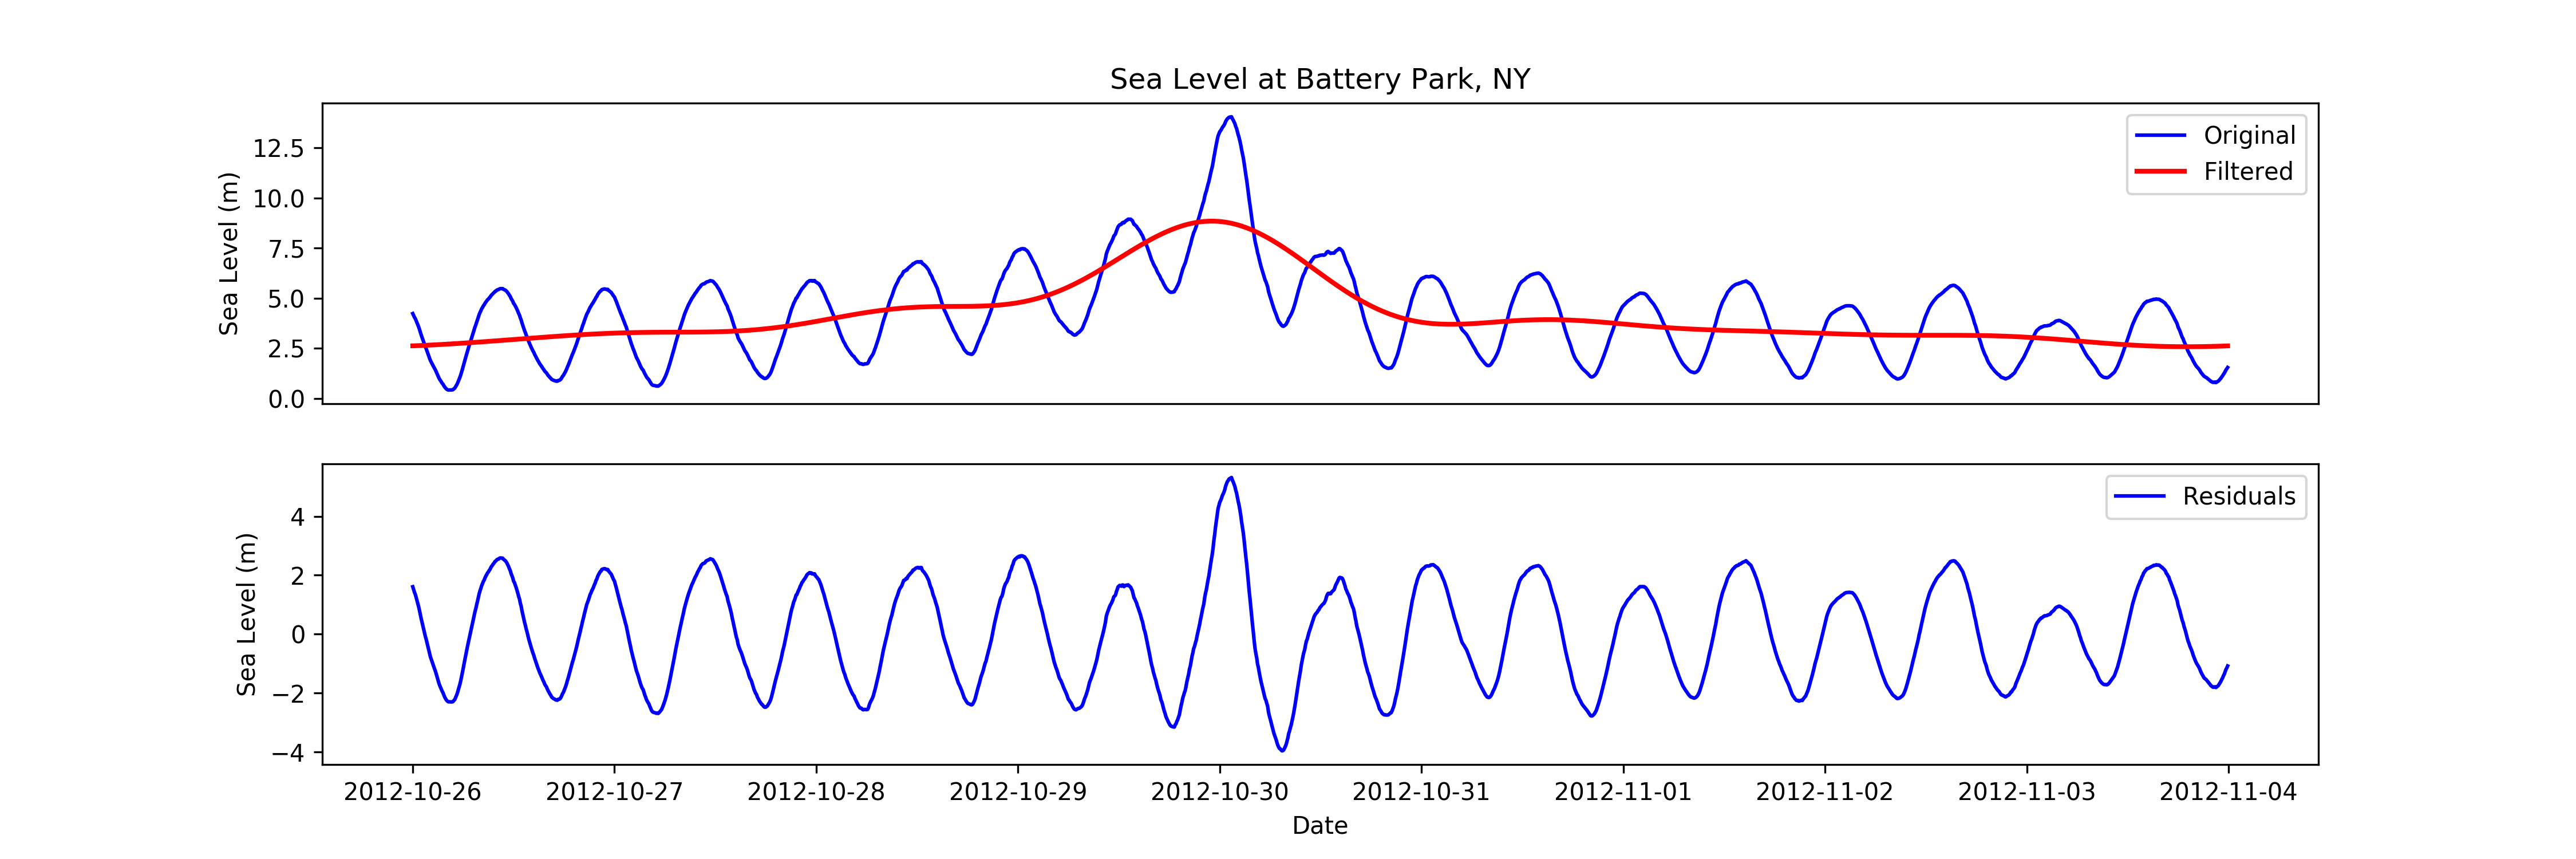 Sea Level at Battery Park, NY
Sea Level (m)
12.5
10.0
7.5
5.0
2.5
0.0
Original
Filtered
Sea Level (m)
4
2
0
−2
−4
Residuals
2012-10-26 2012-10-27 2012-10-28 2012-10-29 2012-10-30 2012-10-31 2012-11-01 2012-11-02 2012-11-03 2012-11-04
Date